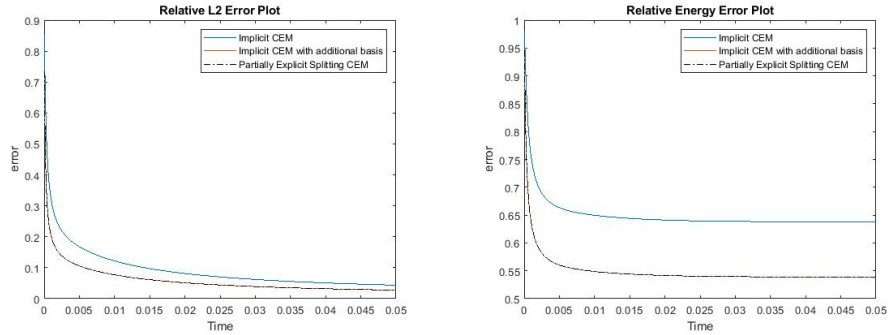 Relative L2 Error Plot
0.9
0.8
0.7
0.6
0.5
0.4
0.3
0.2
0.1
0
error
Implicit CEM
Implicit CEM with additional basis
Partially Explicit Splitting CEM
0 0.005 0.01 0.015 0.02 0.025 0.03 0.035 0.04 0.045 0.05
Time
Relative Energy Error Plot
1
0.95
0.9
0.85
0.8
0.75
0.7
0.65
0.6
0.55
0.5
error
Implicit CEM
Implicit CEM with additional basis
Partially Explicit Splitting CEM
0 0.005 0.01 0.015 0.02 0.025 0.03 0.035 0.04 0.045 0.05
Time